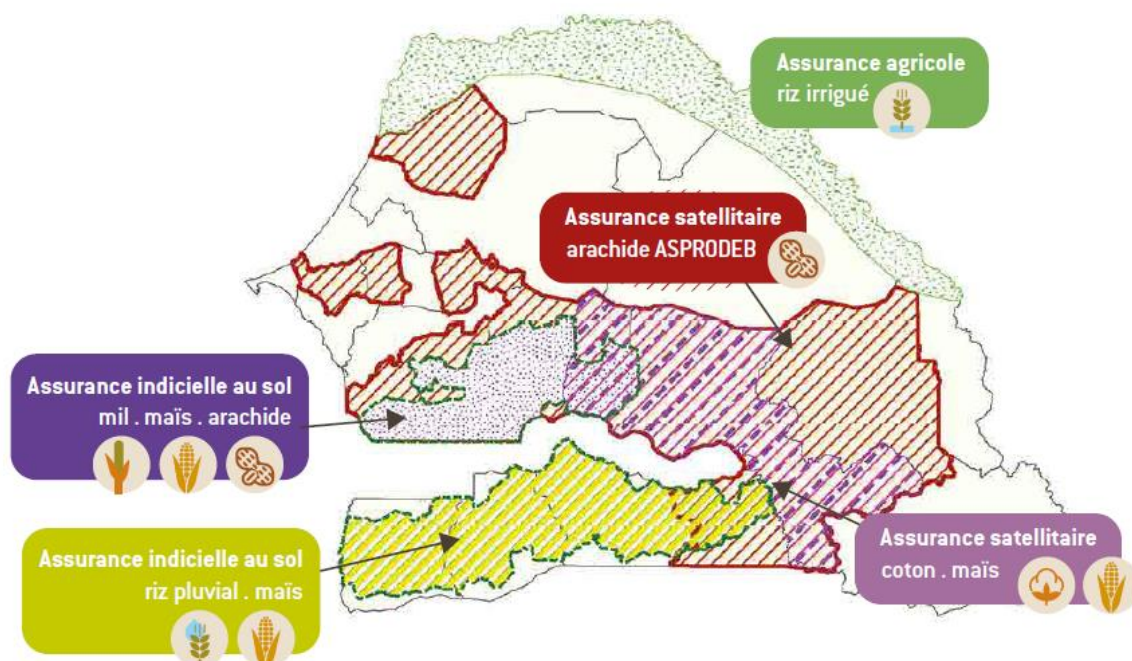 Assurance agricole
riz irrigué
Assurance satellitaire
arachide ASPRODEB
Assurance indicielle au sol
mil . maïs . arachide
Assurance indicielle au sol
riz pluvial . maïs
Assurance satellitaire
coton . maïs